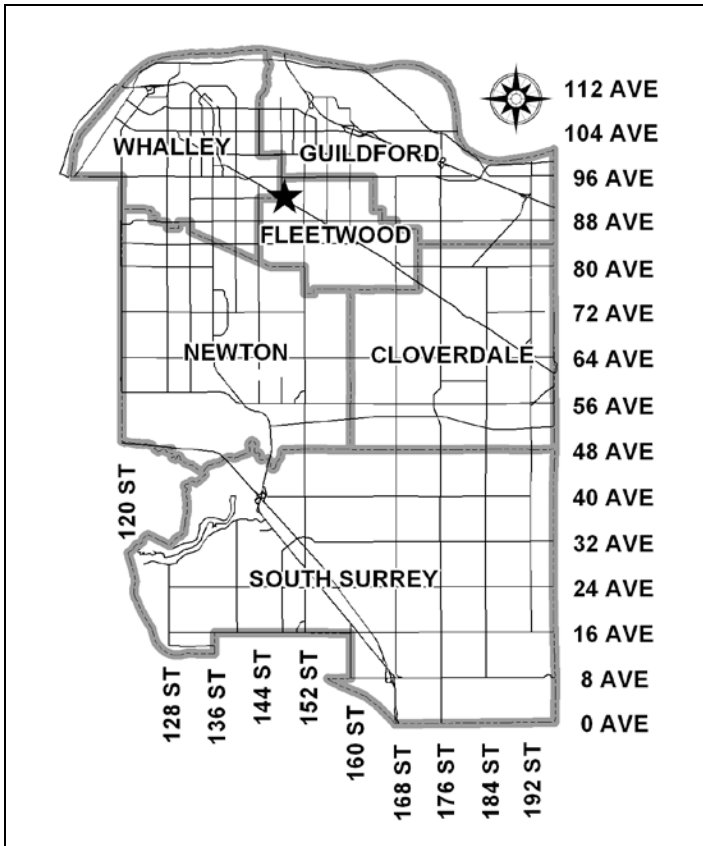 112 AVE
104 AVE
WHALLEY
GUILDFORD
96 AVE
88 AVE
FLEETWOOD
80 AVE
72 AVE
NEWTON
CLOVERDALE
64 AVE
56 AVE
48 AVE
120 ST
40 AVE
32 AVE
SOUTH SURREY
24 AVE
16 AVE
128 ST
136 ST
144 ST
152 ST
160 ST
8 AVE
0 AVE
168 ST
176 ST
184 ST
192 ST